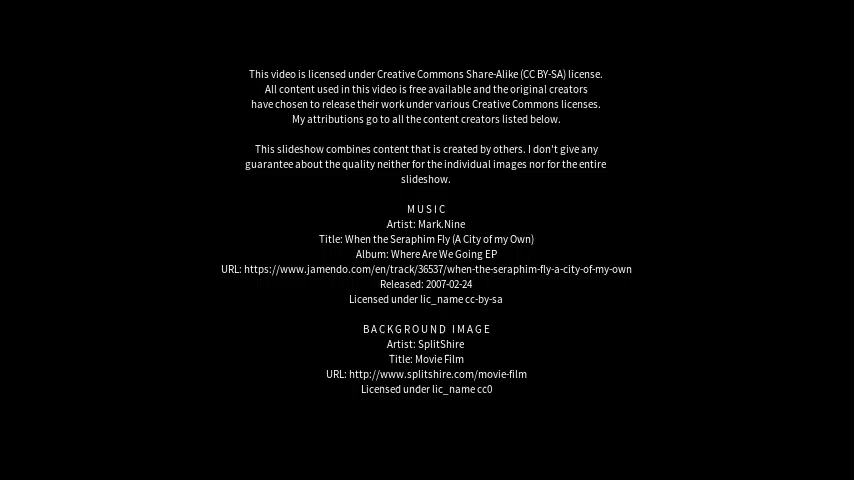 This video is licensed under Creative Commons Share-Alike (CC BY-SA) license.
All content used in this video is free available and the original creators
have chosen to release their work under various Creative Commons licenses.
My attributions go to all the content creators listed below.
This slideshow combines content that is created by others. I don't give any
guarantee about the quality neither for the individual images nor for the entire
slideshow.
MUSIC
Artist: Mark.Nine
Title: When the Seraphim Fly (A City of my Own)
Album: Where Are We Going EP
URL: https://www.jamendo.com/en/track/36537/when-the-seraphim-fly-a-city-of-my-own
Released: 2007-02-24
Licensed under lic_name cc-by-sa
BACKGROUND IMAGE
Artist: SplitShire
Title: Movie Film
URL: http://www.splitshire.com/movie-film
Licensed under lic_name cc0